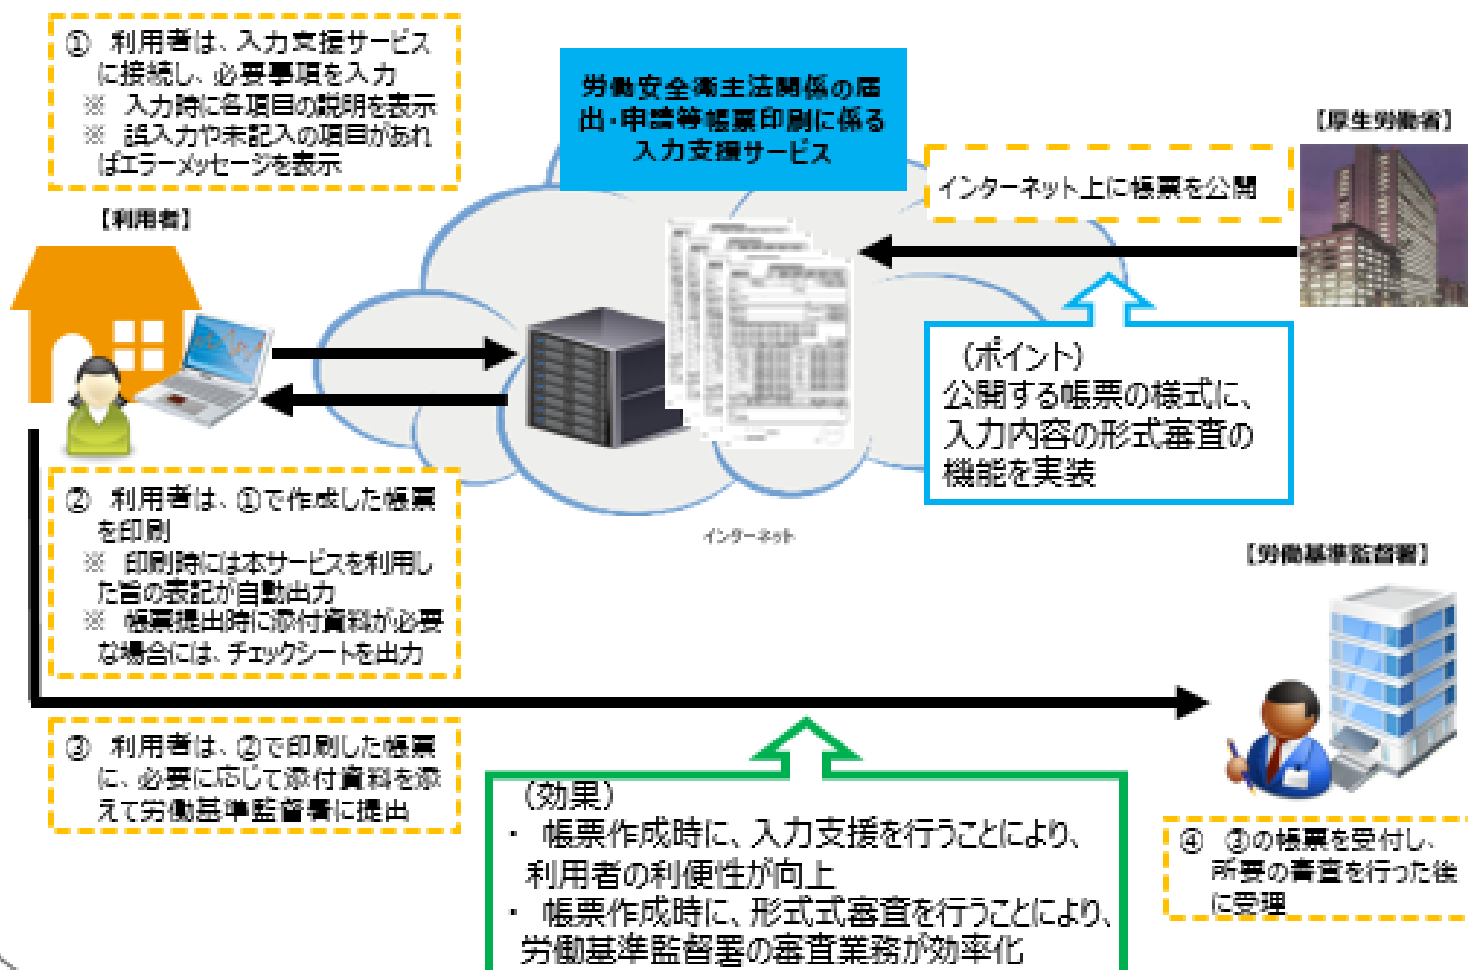 ① 利用者は、入力支援サービス
に接続し、必要事項を入力
※ 入力時に各項目の説明を表示
※ 誤入力や未記入の項目があれ
ばエラーメッセージを表示
労働安全衛生法関係の届
出・申請等帳票印刷に係る
入力支援サービス
【厚生労働省】
インターネット上に帳票を公開
【利用者】
（ポイント）
公開する帳票の様式に、
入力内容の形式審査の
機能を実装
② 利用者は、①で作成した帳票
を印刷
※ 印刷時には本サービスを利用し
た旨の表記が自動出力
※ 帳票提出時に添付資料が必要
な場合には、チェックシートを出力
インターネット
【労働基準監督署】
③ 利用者は、②で印刷した帳票
に、必要に応じて添付資料を添
えて労働基準監督署に提出
（効果）
・ 帳票作成時に、入力支援を行うことにより、
利用者の利便性が向上
・ 帳票作成時に、形式式審査を行うことにより、
労働基準監督署の審査業務が効率化
④ ③の帳票を受付し、
所要の審査を行った後
に受理